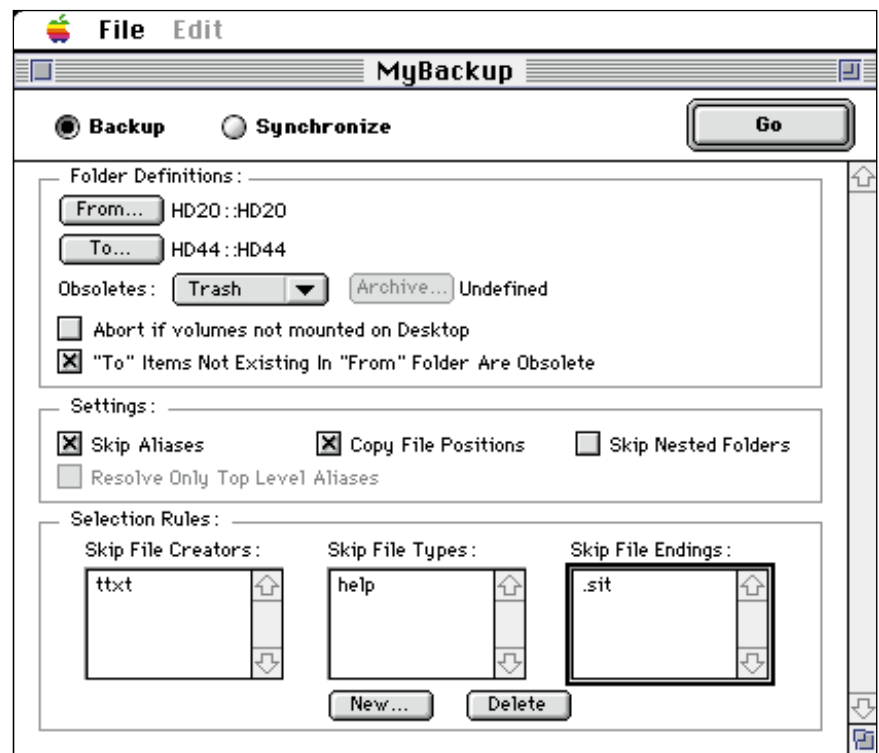 File Edit
MyBackup
Backup Synchronize Go
Folder Definitions:
From... HD20::HD20
To... HD44::HD44
Obsoletes: Trash Archive... Undefined
Abort if volumes not mounted on Desktop
"To" Items Not Existing In "From" Folder Are Obsolete
Settings:
Skip Aliases Copy File Positions Skip Nested Folders
Resolve Only Top Level Aliases
Selection Rules:
Skip File Creators: Skip File Types: Skip File Endings:
ttxt help .sit
New... Delete